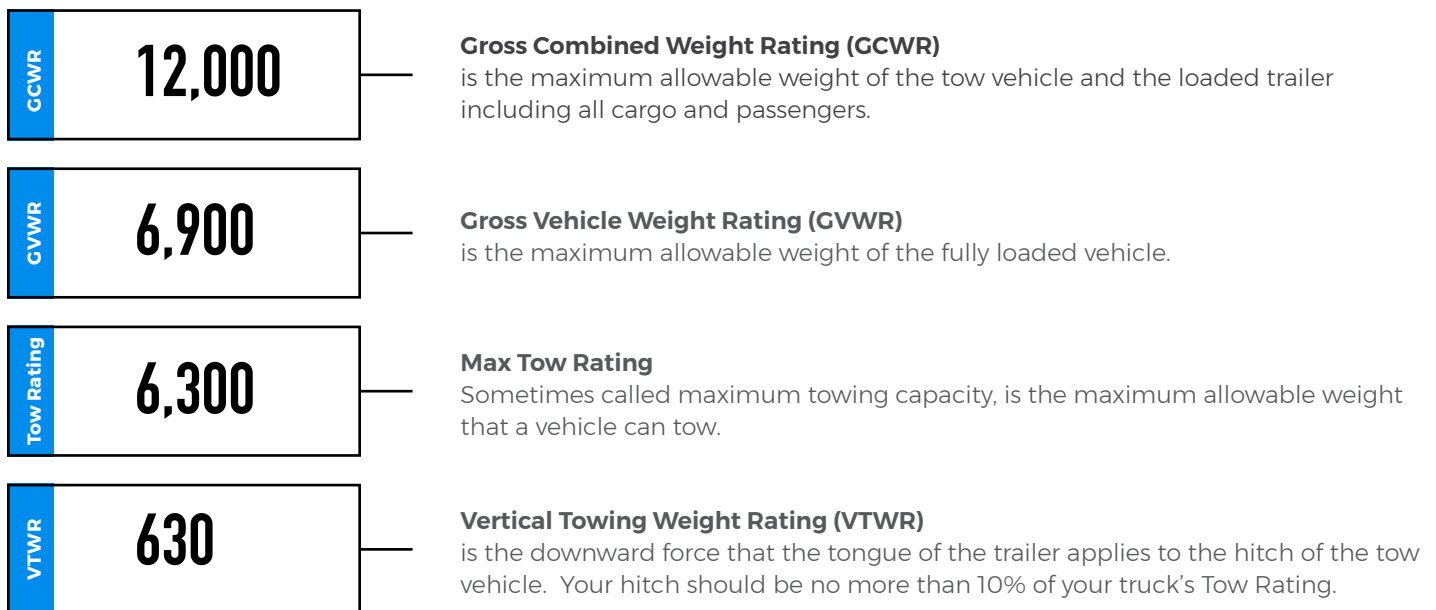 GCWR
12,000
Gross Combined Weight Rating (GCWR)
is the maximum allowable weight of the tow vehicle and the loaded trailer
including all cargo and passengers.
GVWR
6,900
Gross Vehicle Weight Rating (GVWR)
is the maximum allowable weight of the fully loaded vehicle.
Tow Rating
6,300
Max Tow Rating
Sometimes called maximum towing capacity, is the maximum allowable weight
that a vehicle can tow.
VTWR
630
Vertical Towing Weight Rating (VTWR)
is the downward force that the tongue of the trailer applies to the hitch of the tow
vehicle.  Your hitch should be no more than 10% of your truck's Tow Rating.